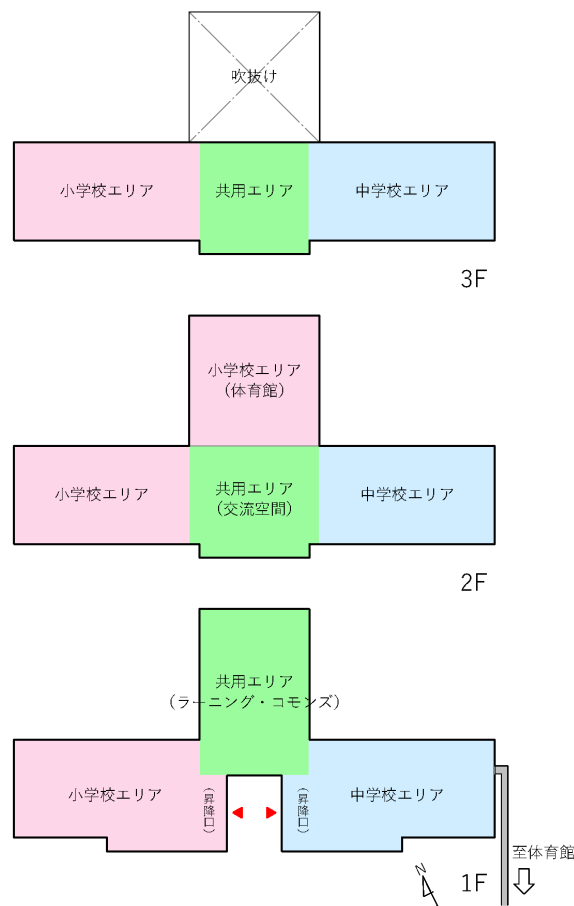 吹抜け
小学校エリア
共用エリア
中学校エリア
3F
小学校エリア
（体育館）
小学校エリア
共用エリア
（交流空間）
中学校エリア
2F
共用エリア
（ラーニング・コモンズ）
小学校エリア
（昇降口）
（昇降口）
中学校エリア
至体育館
N
1F